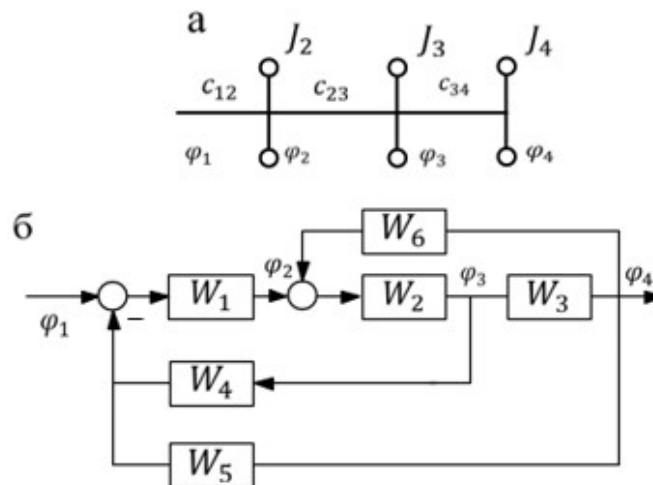 а
J₂ J₃ J₄
c₁₂ c₂₃ c₃₄
φ₁ φ₂ φ₃ φ₄
б
W₆
φ₁ − W₁ φ₂ W₂ φ₃ W₃ φ₄
W₄
W₅